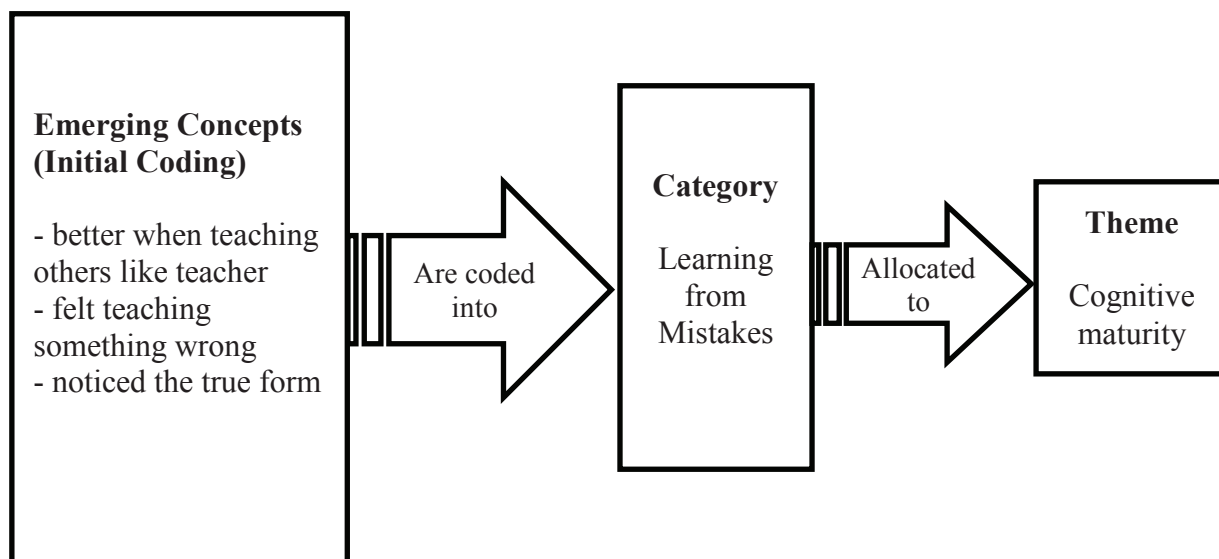 Emerging Concepts
(Initial Coding)
- better when teaching
others like teacher
- felt teaching
something wrong
- noticed the true form
Are coded
into
Category
Learning
from
Mistakes
Allocated
to
Theme
Cognitive
maturity